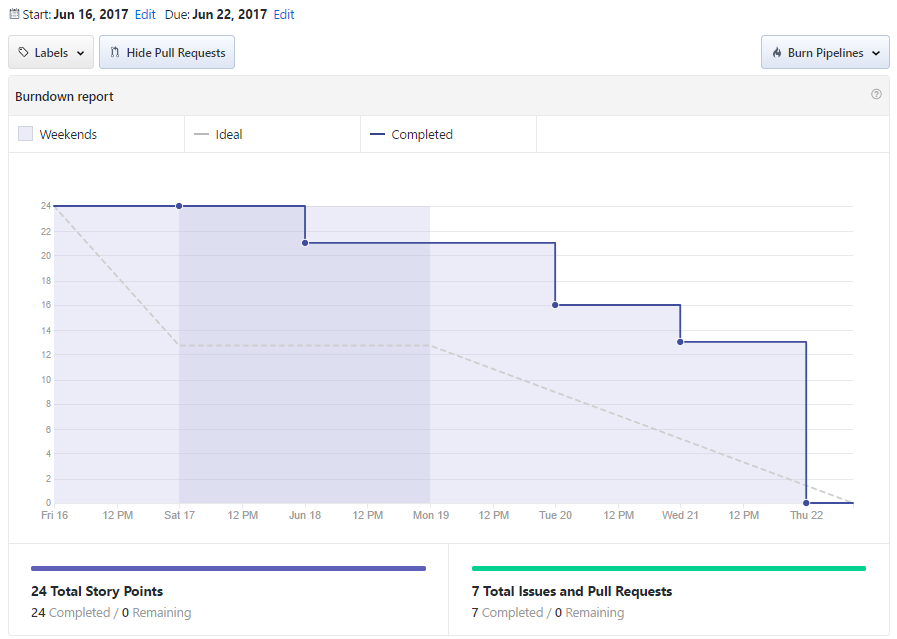 Start: Jun 16, 2017 Edit Due: Jun 22, 2017 Edit
Labels Hide Pull Requests Burn Pipelines
Burndown report
Weekends Ideal Completed
24
22
20
18
16
14
12
10
8
6
4
2
0
Fri 16 12 PM Sat 17 12 PM Jun 18 12 PM Mon 19 12 PM Tue 20 12 PM Wed 21 12 PM Thu 22
24 Total Story Points
24 Completed / 0 Remaining
7 Total Issues and Pull Requests
7 Completed / 0 Remaining